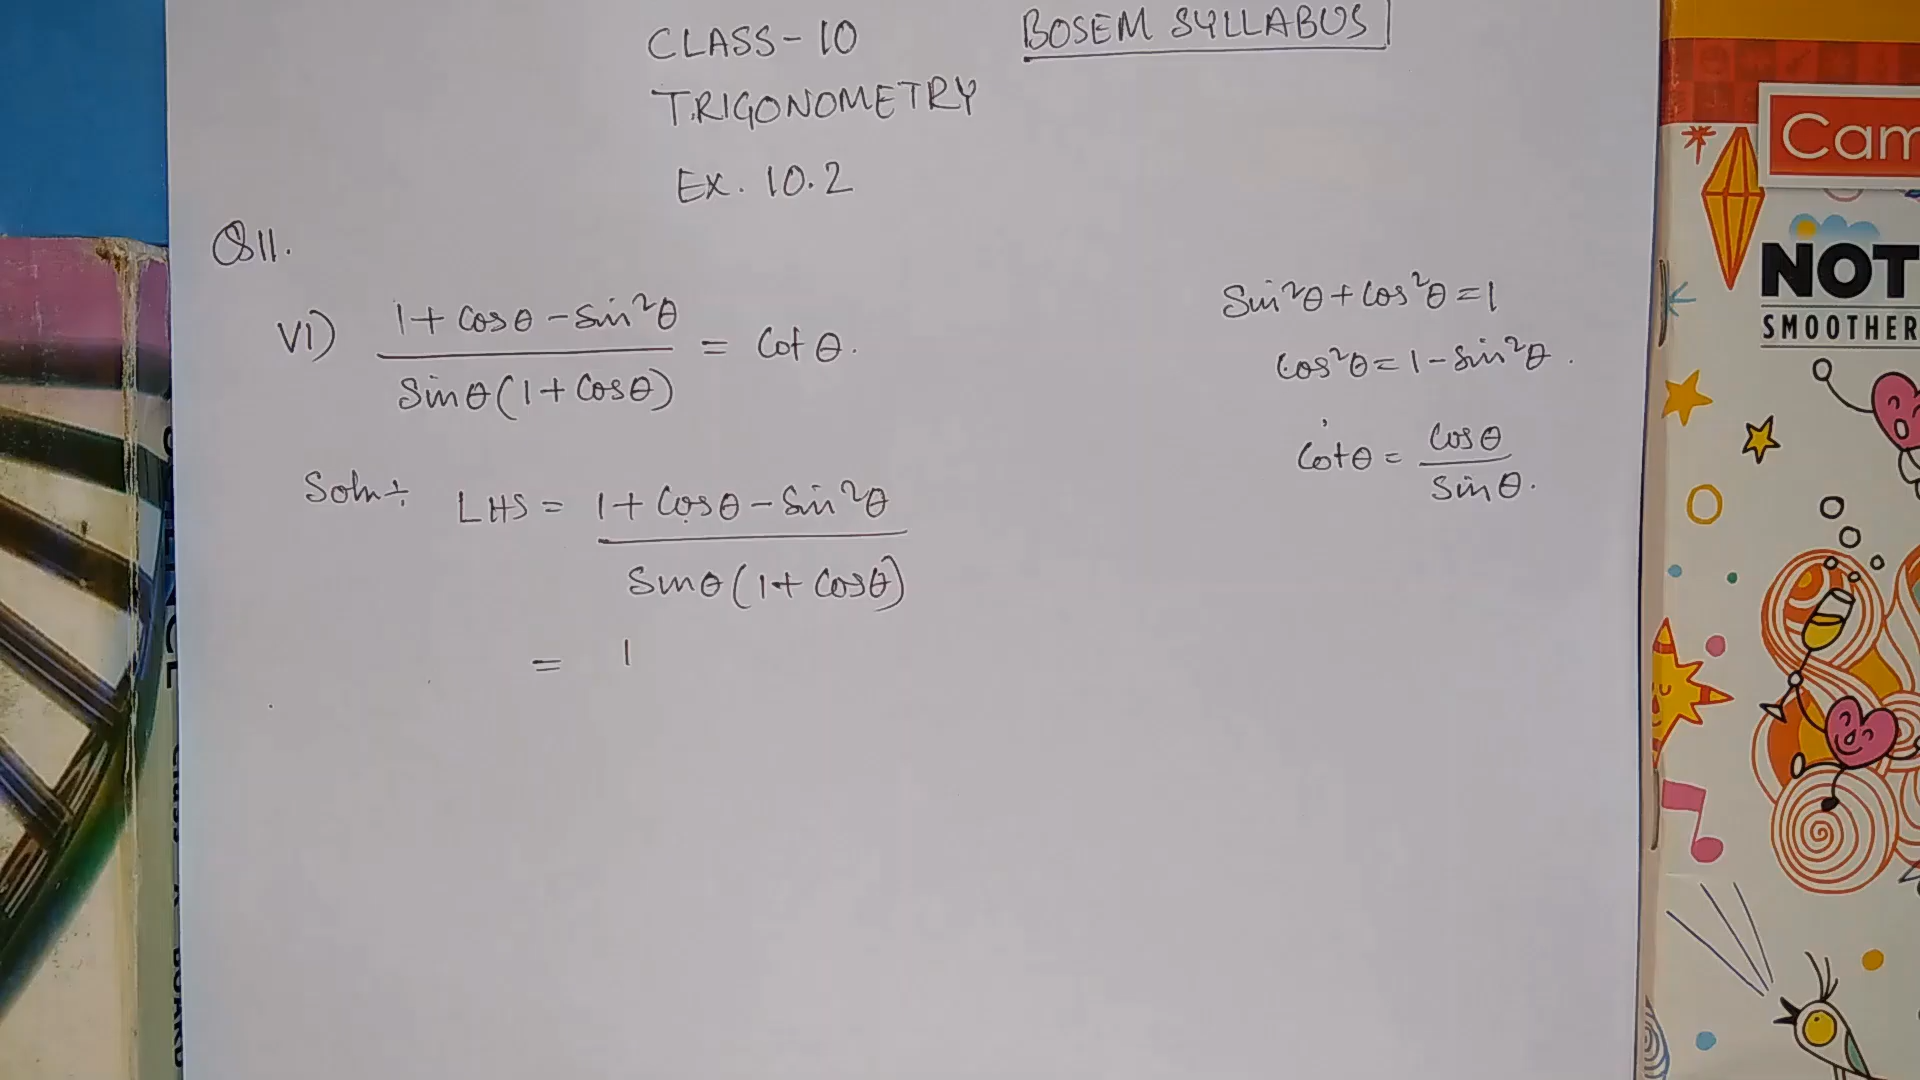 CLASS-10
BOSEM SYLLABUS
TRIGONOMETRY
EX. 10.2
Q11.
VI) 1 + cosθ - sin²θ / sinθ (1 + cosθ) = cot θ.
Soln: LHS = 1 + cosθ - sin²θ / sinθ (1 + cosθ)
= 1
sin²θ + cos²θ = 1
cos²θ = 1 - sin²θ.
cotθ = cosθ / sinθ.
Cam
NOT
SMOOTHER